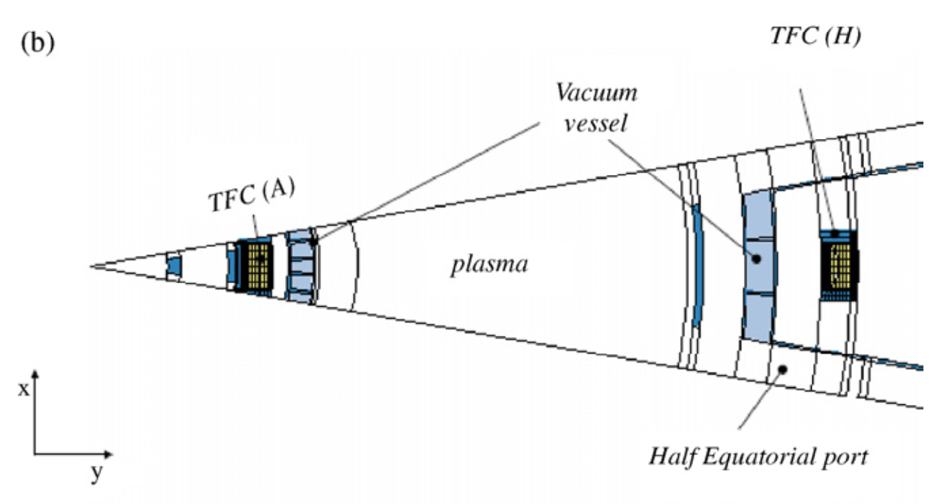 (b)
TFC (H)
Vacuum
vessel
TFC (A)
plasma
x
y
Half Equatorial port